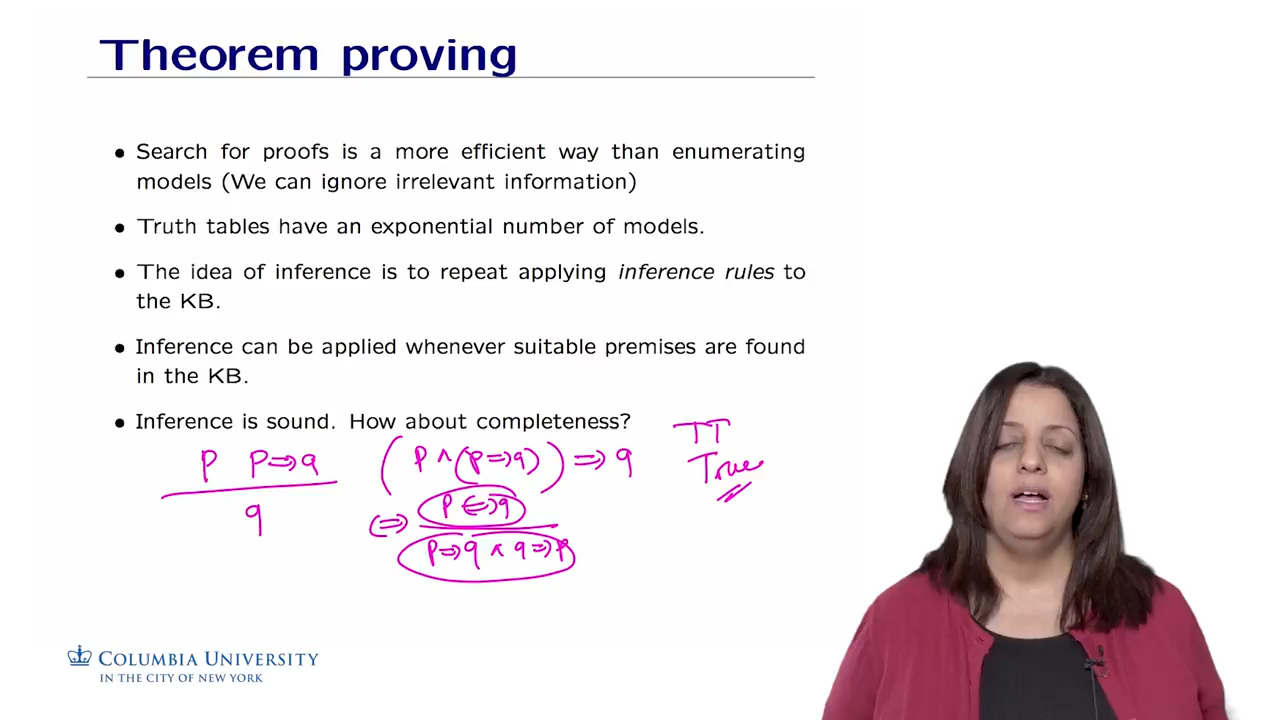 Theorem proving
• Search for proofs is a more efficient way than enumerating
models (We can ignore irrelevant information)
• Truth tables have an exponential number of models.
• The idea of inference is to repeat applying inference rules to
the KB.
• Inference can be applied whenever suitable premises are found
in the KB.
• Inference is sound. How about completeness?
P P⇒q
q
(P ∧ (P⇒q)) ⇒ q
TT
True
(⇔) P⇔q
P⇒q ∧ q⇒P
COLUMBIA UNIVERSITY
IN THE CITY OF NEW YORK